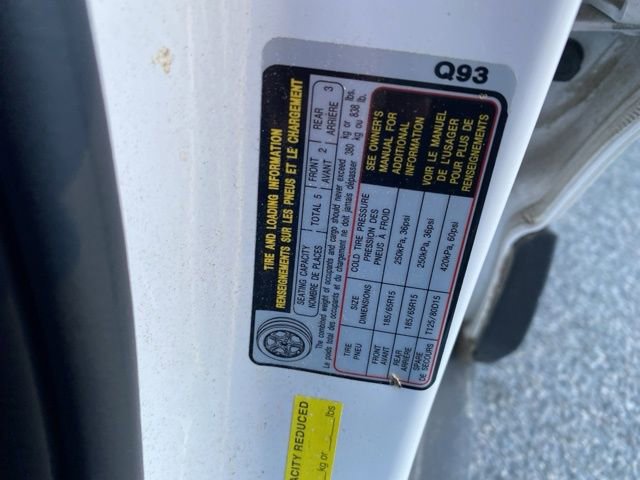 Q93
TIRE AND LOADING INFORMATION
RENSEIGNEMENTS SUR LES PNEUS ET LE CHARGEMENT
SEATING CAPACITY
NOMBRE DE PLACES
TOTAL 5
FRONT
AVANT 2
REAR
ARRIÈRE 3
The combined weight of occupants and cargo should never exceed 380 kg or 838 lbs.
Le poids total des occupants et du chargement ne doit jamais dépasser 380 kg ou 838 lb.
TIRE
PNEU
SIZE
DIMENSIONS
COLD TIRE PRESSURE
PRESSION DES
PNEUS À FROID
SEE OWNER'S
MANUAL FOR
ADDITIONAL
INFORMATION
VOIR LE MANUEL
DE L'USAGER
POUR PLUS DE
RENSEIGNEMENTS
FRONT
AVANT
185/65R15
250kPa, 36psi
REAR
ARRIÈRE
185/65R15
250kPa, 36psi
SPARE
DE SECOURS
T125/80D15
420kPa, 60psi
ACITY REDUCED
kg or lbs